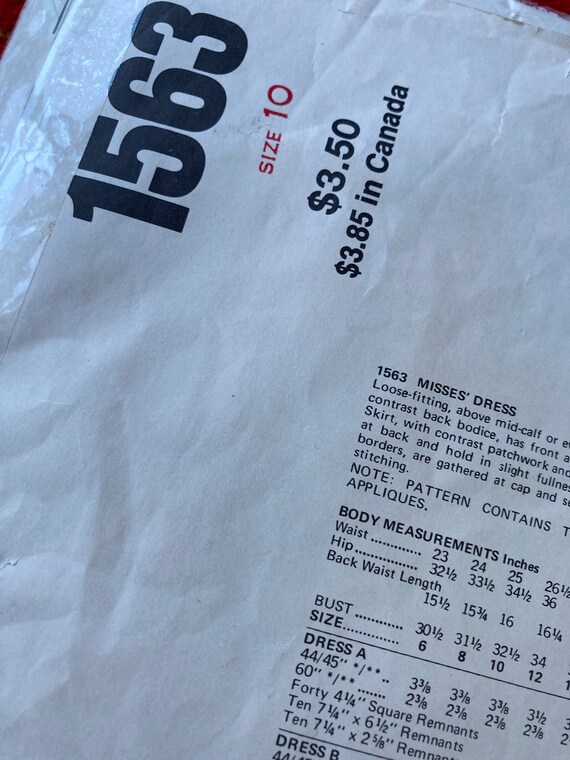 1563
SIZE 10
$3.50
$3.85 in Canada
1563 MISSES' DRESS
Loose-fitting, above mid-calf or
contrast back bodice, has front
Skirt, with contrast patchwork and
at back and hold in slight
borders, are gathered at cap and
stitching.
NOTE: PATTERN CONTAINS
APPLIQUES.
BODY MEASUREMENTS Inches
Waist ............. 23 24 25 26½
Hip ................ 32½ 33½ 34½ 36
Back Waist Length
15½ 15¾ 16 16¼
BUST ............ 30½ 31½ 32½ 34
SIZE.............. 6 8 10 12
DRESS A
44/45" */** .. 3⅜ 3⅜ 3⅜ 3½
60" */** ....... 2⅜ 2⅜ 2⅜ 2⅜
Forty 4¼" Square Remnants
Ten 7¼" x 6½" Remnants
Ten 7¼" x 2⅝" Remnants
DRESS B